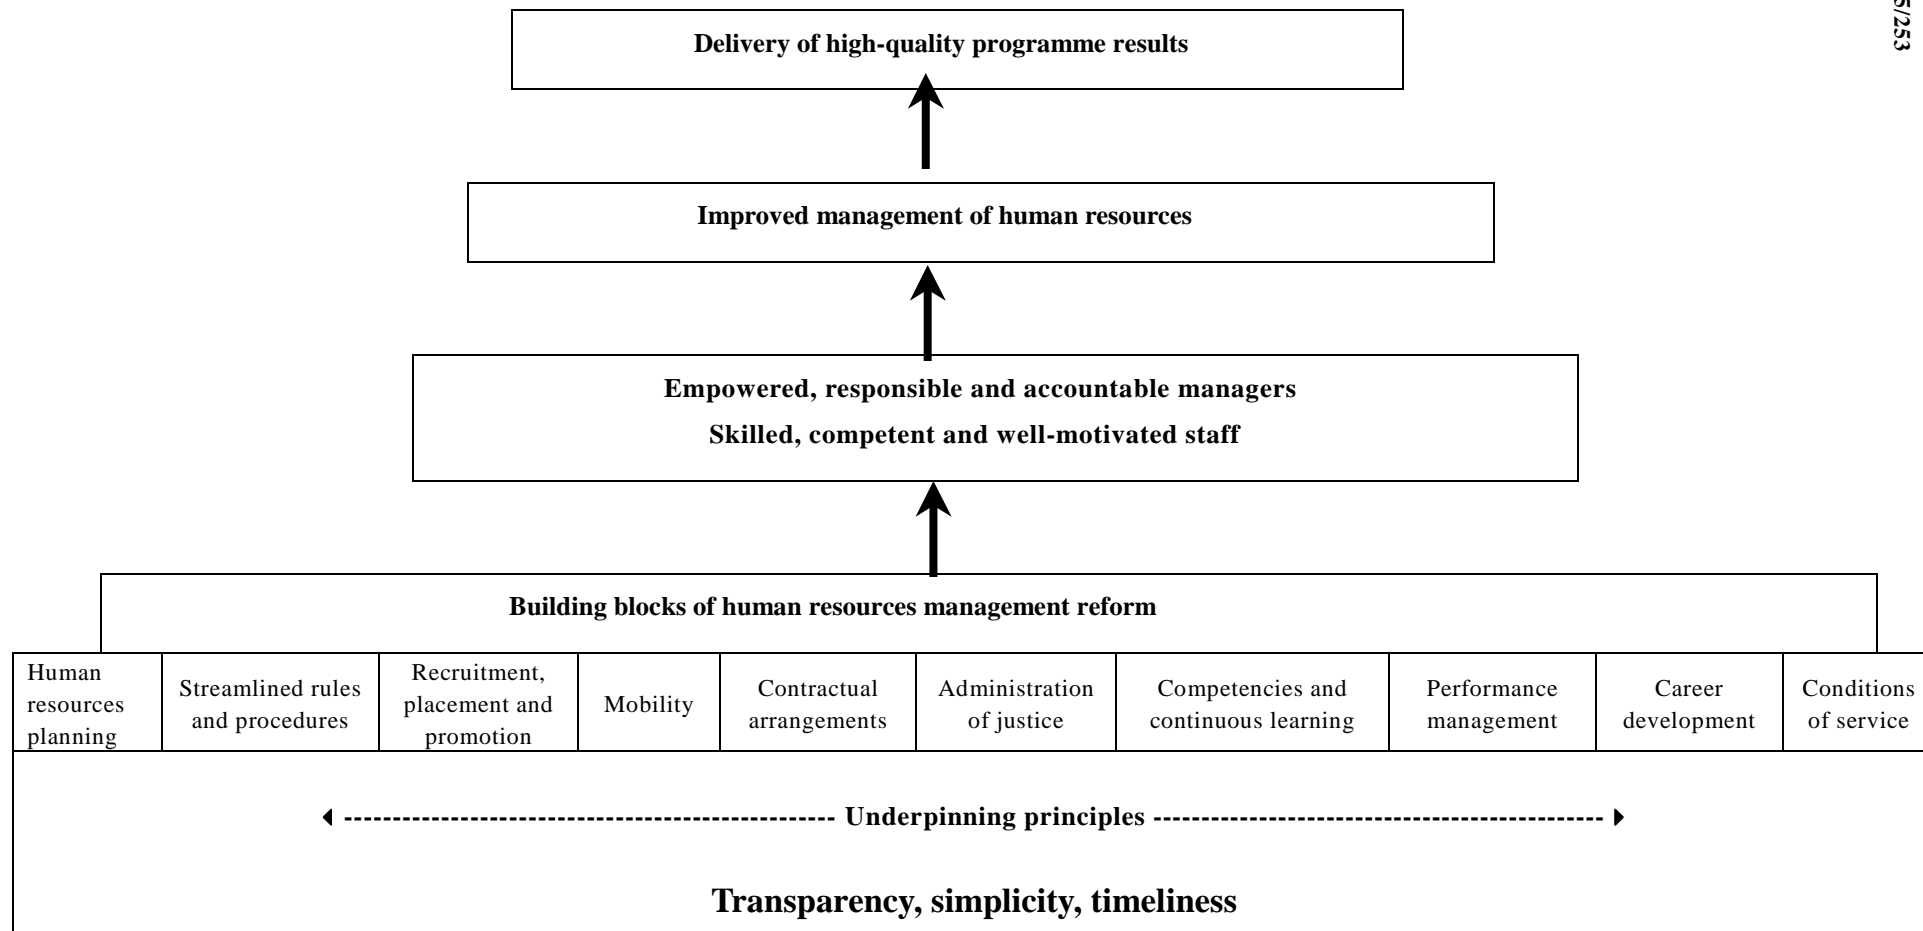 5/253
Delivery of high-quality programme results
Improved management of human resources
Empowered, responsible and accountable managers
Skilled, competent and well-motivated staff
Building blocks of human resources management reform
Human
resources
planning
Streamlined rules
and procedures
Recruitment,
placement and
promotion
Mobility
Contractual
arrangements
Administration
of justice
Competencies and
continuous learning
Performance
management
Career
development
Conditions
of service
Underpinning principles
Transparency, simplicity, timeliness